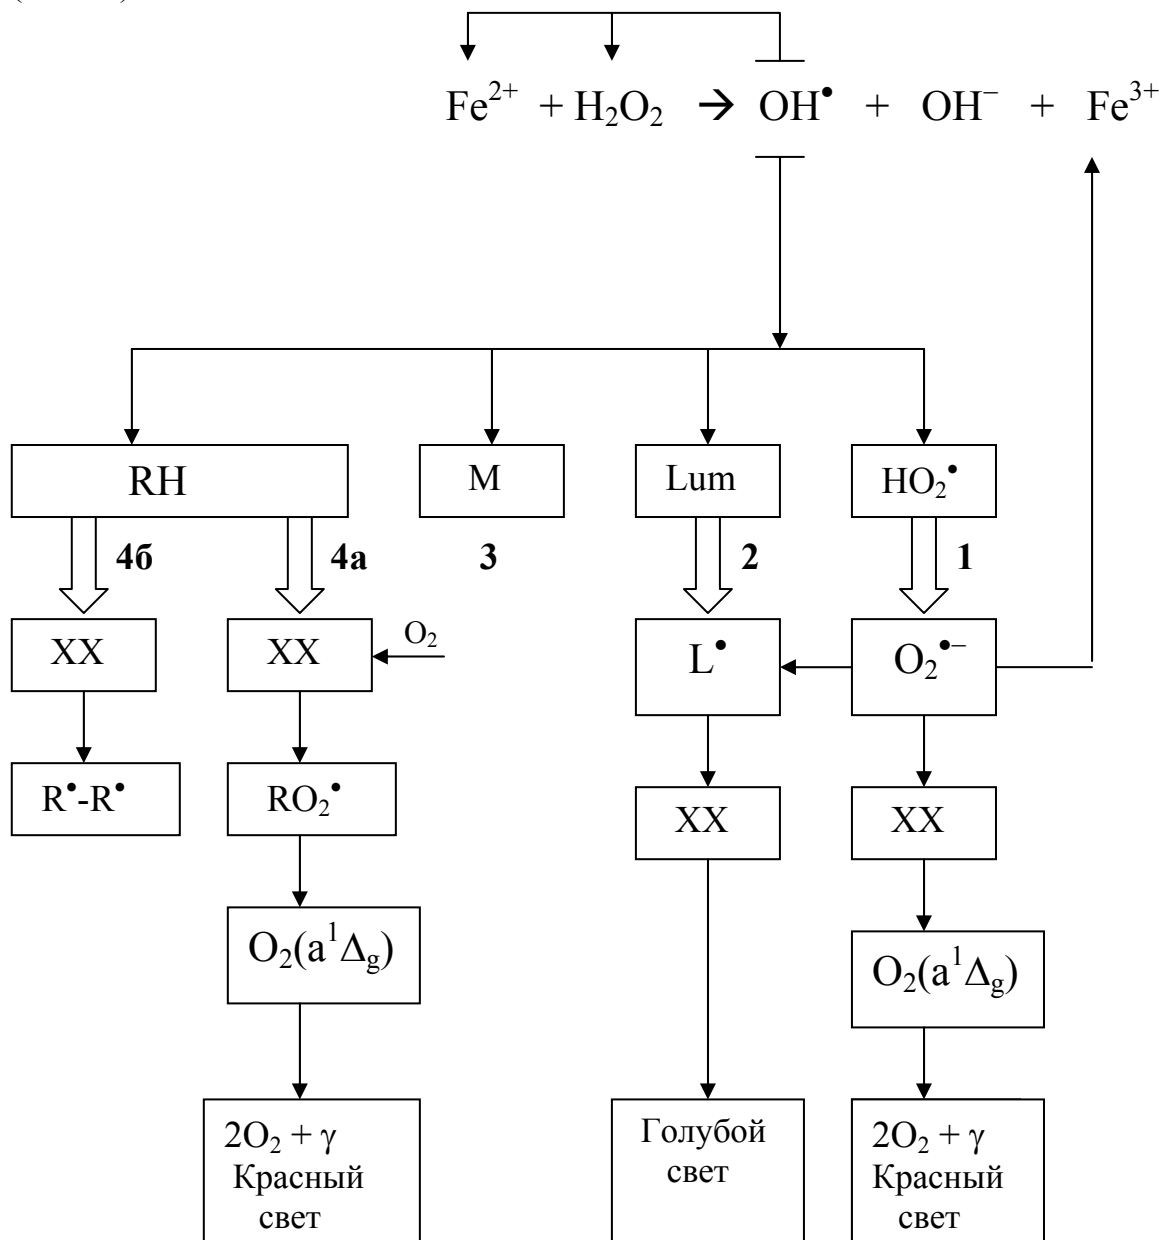 Fe²⁺ + H₂O₂ → OH• + OH⁻ + Fe³⁺
RH M Lum HO₂•
4б 4а 3 2 1
XX XX O₂ L• O₂•⁻
R•-R• RO₂• XX XX
O₂(a¹Δg) O₂(a¹Δg)
2O₂ + γ Голубой 2O₂ + γ
Красный свет Красный
свет свет